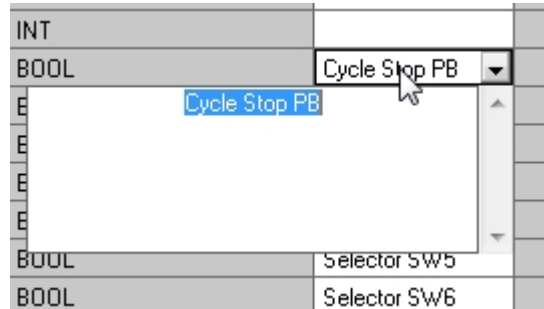 INT
BOOL Cycle Stop PB
Cycle Stop PB
BOOL Selector SW5
BOOL Selector SW6